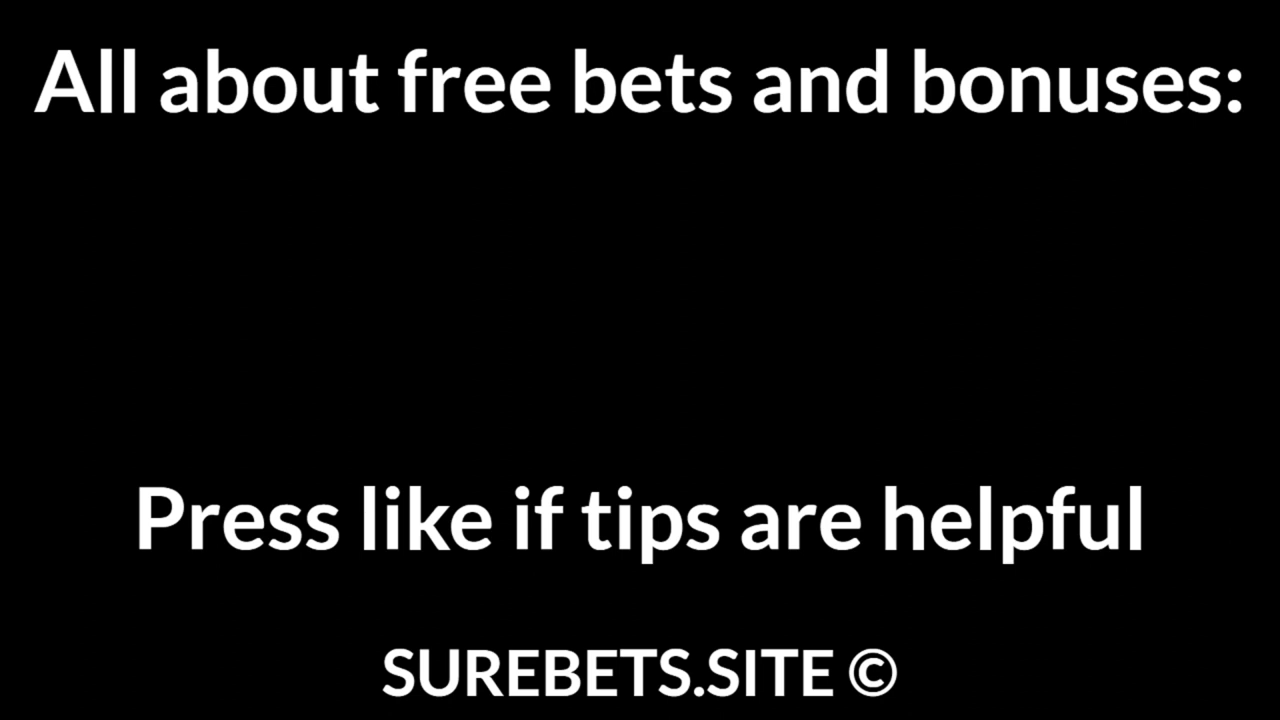 All about free bets and bonuses:
Press like if tips are helpful
SUREBETS.SITE ©